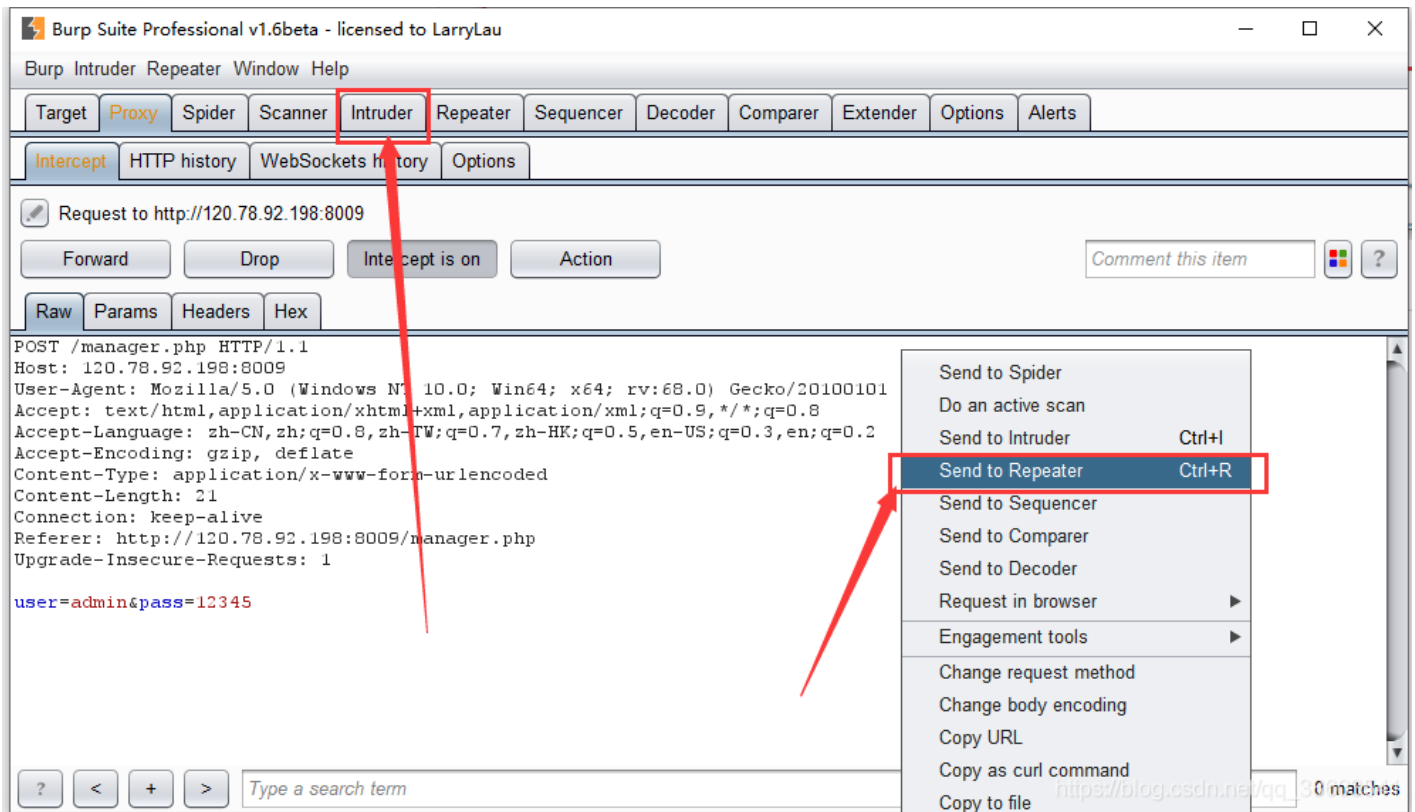 Burp Suite Professional v1.6beta - licensed to LarryLau
Burp Intruder Repeater Window Help
Target Proxy Spider Scanner Intruder Repeater Sequencer Decoder Comparer Extender Options Alerts
Intercept HTTP history WebSockets history Options
Request to http://120.78.92.198:8009
Forward Drop Intercept is on Action Comment this item ?
Raw Params Headers Hex
POST /manager.php HTTP/1.1
Host: 120.78.92.198:8009
User-Agent: Mozilla/5.0 (Windows NT 10.0; Win64; x64; rv:68.0) Gecko/20100101
Accept: text/html,application/xhtml+xml,application/xml;q=0.9,*/*;q=0.8
Accept-Language: zh-CN,zh;q=0.8,zh-TW;q=0.7,zh-HK;q=0.5,en-US;q=0.3,en;q=0.2
Accept-Encoding: gzip, deflate
Content-Type: application/x-www-form-urlencoded
Content-Length: 21
Connection: keep-alive
Referer: http://120.78.92.198:8009/manager.php
Upgrade-Insecure-Requests: 1
user=admin&pass=12345
Send to Spider
Do an active scan
Send to Intruder Ctrl+I
Send to Repeater Ctrl+R
Send to Sequencer
Send to Comparer
Send to Decoder
Request in browser
Engagement tools
Change request method
Change body encoding
Copy URL
Copy as curl command
Copy to file
? < + > Type a search term 0 matches